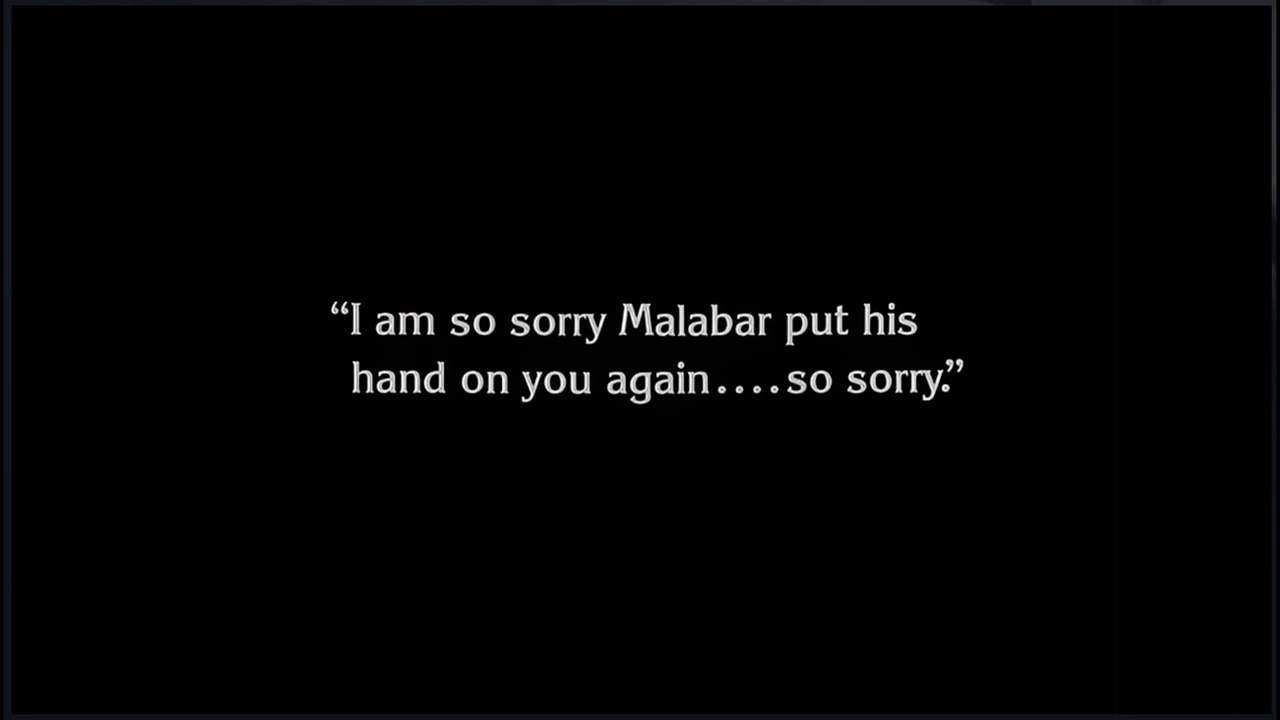 “I am so sorry Malabar put his
hand on you again....so sorry.”